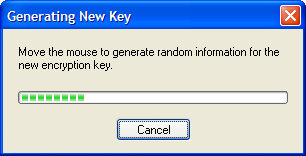 Generating New Key
Move the mouse to generate random information for the
new encryption key.
Cancel